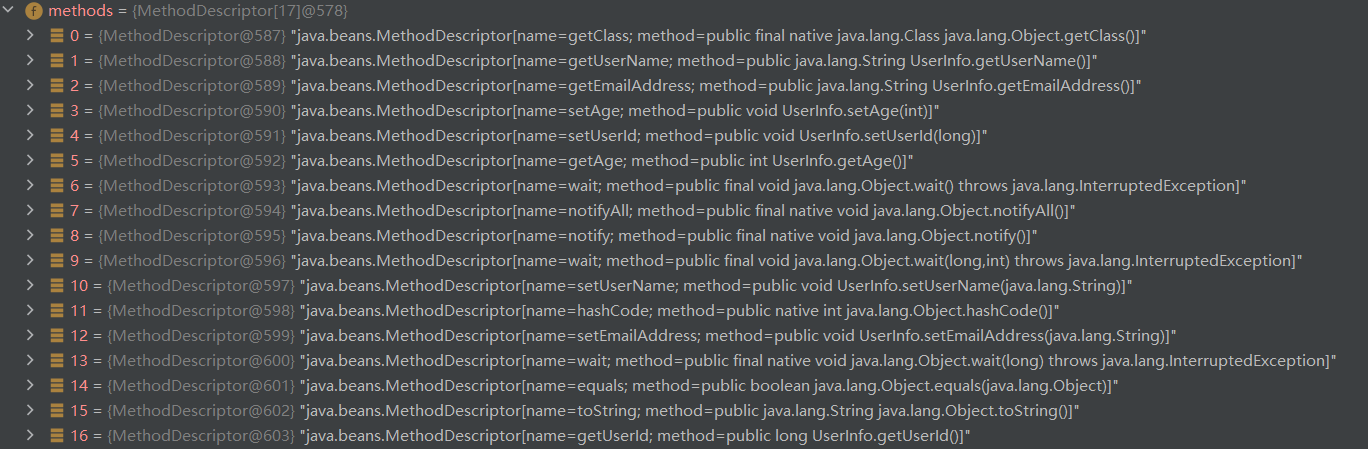 f methods = {MethodDescriptor[17]@578}
0 = {MethodDescriptor@587} "java.beans.MethodDescriptor[name=getClass; method=public final native java.lang.Class java.lang.Object.getClass()]"
1 = {MethodDescriptor@588} "java.beans.MethodDescriptor[name=getUserName; method=public java.lang.String UserInfo.getUserName()]"
2 = {MethodDescriptor@589} "java.beans.MethodDescriptor[name=getEmailAddress; method=public java.lang.String UserInfo.getEmailAddress()]"
3 = {MethodDescriptor@590} "java.beans.MethodDescriptor[name=setAge; method=public void UserInfo.setAge(int)]"
4 = {MethodDescriptor@591} "java.beans.MethodDescriptor[name=setUserId; method=public void UserInfo.setUserId(long)]"
5 = {MethodDescriptor@592} "java.beans.MethodDescriptor[name=getAge; method=public int UserInfo.getAge()]"
6 = {MethodDescriptor@593} "java.beans.MethodDescriptor[name=wait; method=public final void java.lang.Object.wait() throws java.lang.InterruptedException]"
7 = {MethodDescriptor@594} "java.beans.MethodDescriptor[name=notifyAll; method=public final native void java.lang.Object.notifyAll()]"
8 = {MethodDescriptor@595} "java.beans.MethodDescriptor[name=notify; method=public final native void java.lang.Object.notify()]"
9 = {MethodDescriptor@596} "java.beans.MethodDescriptor[name=wait; method=public final void java.lang.Object.wait(long,int) throws java.lang.InterruptedException]"
10 = {MethodDescriptor@597} "java.beans.MethodDescriptor[name=setUserName; method=public void UserInfo.setUserName(java.lang.String)]"
11 = {MethodDescriptor@598} "java.beans.MethodDescriptor[name=hashCode; method=public native int java.lang.Object.hashCode()]"
12 = {MethodDescriptor@599} "java.beans.MethodDescriptor[name=setEmailAddress; method=public void UserInfo.setEmailAddress(java.lang.String)]"
13 = {MethodDescriptor@600} "java.beans.MethodDescriptor[name=wait; method=public final native void java.lang.Object.wait(long) throws java.lang.InterruptedException]"
14 = {MethodDescriptor@601} "java.beans.MethodDescriptor[name=equals; method=public boolean java.lang.Object.equals(java.lang.Object)]"
15 = {MethodDescriptor@602} "java.beans.MethodDescriptor[name=toString; method=public java.lang.String java.lang.Object.toString()]"
16 = {MethodDescriptor@603} "java.beans.MethodDescriptor[name=getUserId; method=public long UserInfo.getUserId()]"